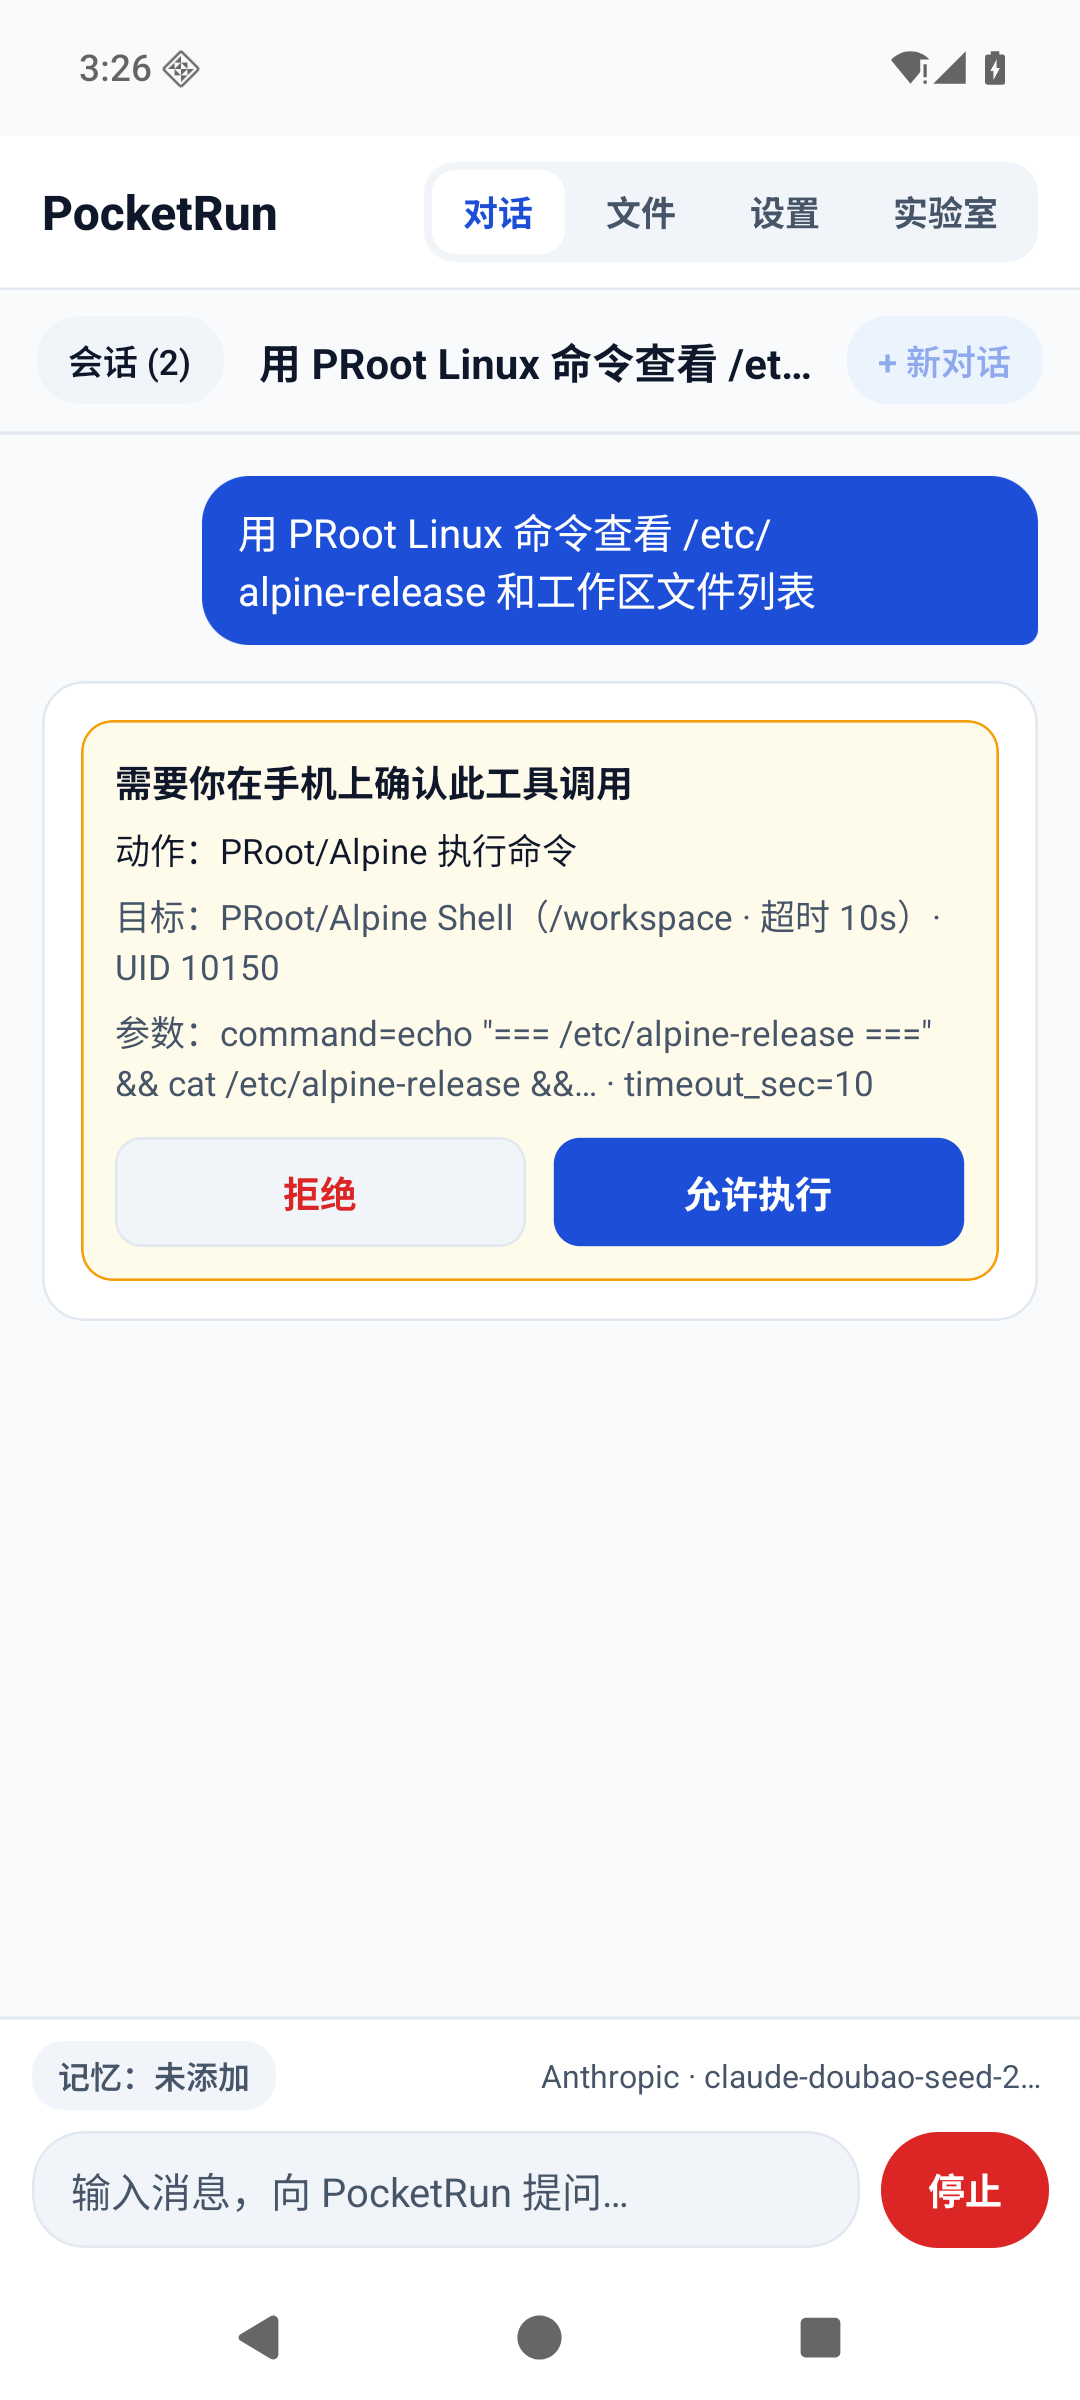 3:26
PocketRun
对话
文件
设置
实验室
会话 (2)
用 PRoot Linux 命令查看 /et...
+ 新对话
用 PRoot Linux 命令查看 /etc/
alpine-release 和工作区文件列表
需要你在手机上确认此工具调用
动作：PRoot/Alpine 执行命令
目标：PRoot/Alpine Shell（/workspace · 超时 10s）·
UID 10150
参数：command=echo "=== /etc/alpine-release ==="
&& cat /etc/alpine-release &&... · timeout_sec=10
拒绝
允许执行
记忆：未添加
Anthropic · claude-doubao-seed-2...
输入消息，向 PocketRun 提问...
停止